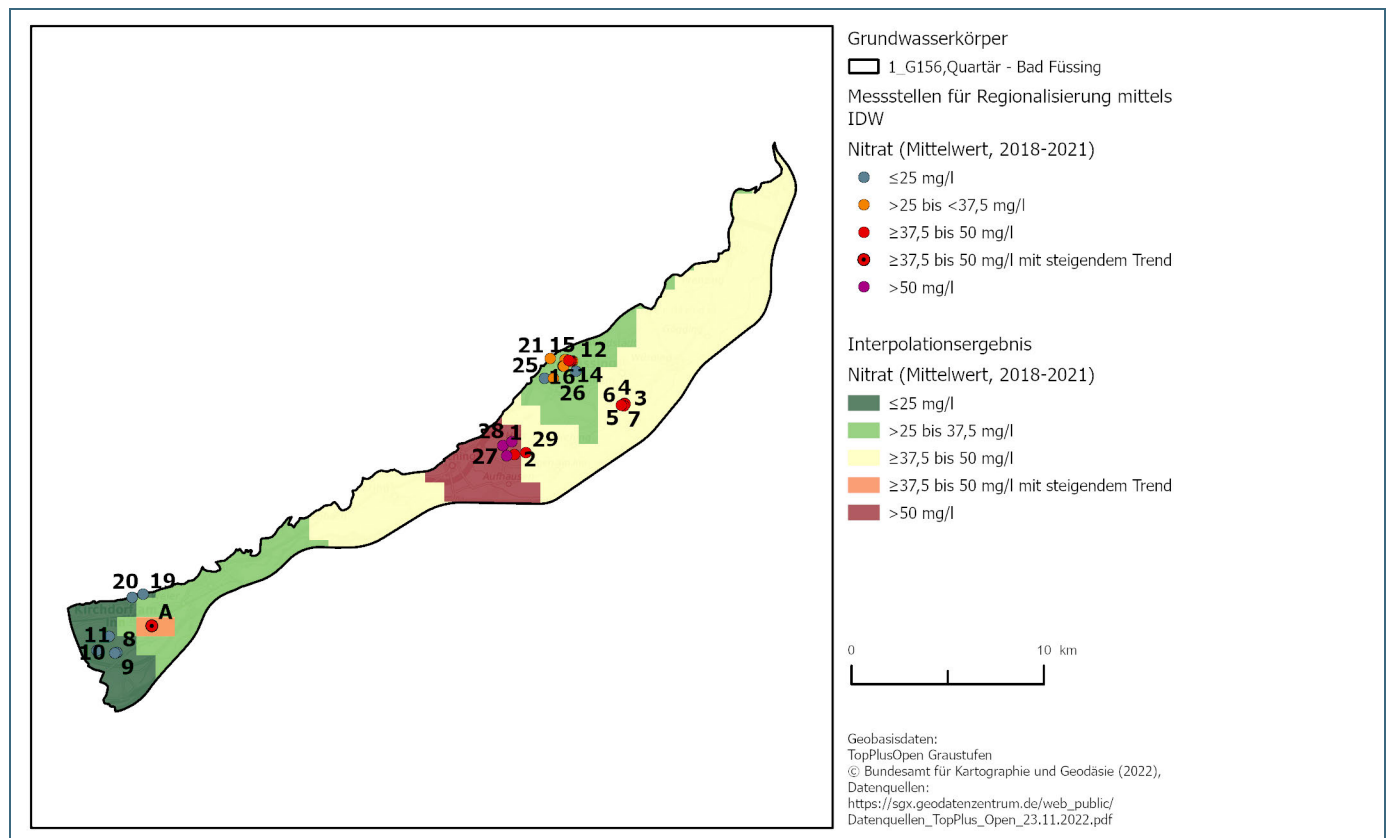 Grundwasserkörper
1_G156,Quartär - Bad Füssing
Messstellen für Regionalisierung mittels
IDW
Nitrat (Mittelwert, 2018-2021)
≤25 mg/l
>25 bis <37,5 mg/l
≥37,5 bis 50 mg/l
≥37,5 bis 50 mg/l mit steigendem Trend
>50 mg/l
Interpolationsergebnis
Nitrat (Mittelwert, 2018-2021)
≤25 mg/l
>25 bis 37,5 mg/l
≥37,5 bis 50 mg/l
≥37,5 bis 50 mg/l mit steigendem Trend
>50 mg/l
21 15 12
25 16 14
26
6 4 3
5 7
28 1 29
27 2
20 19
Kirchdorf
A
11 8
10 9
0 10 km
Geobasisdaten:
TopPlusOpen Graustufen
© Bundesamt für Kartographie und Geodäsie (2022),
Datenquellen:
https://sgx.geodatenzentrum.de/web_public/
Datenquellen_TopPlus_Open_23.11.2022.pdf